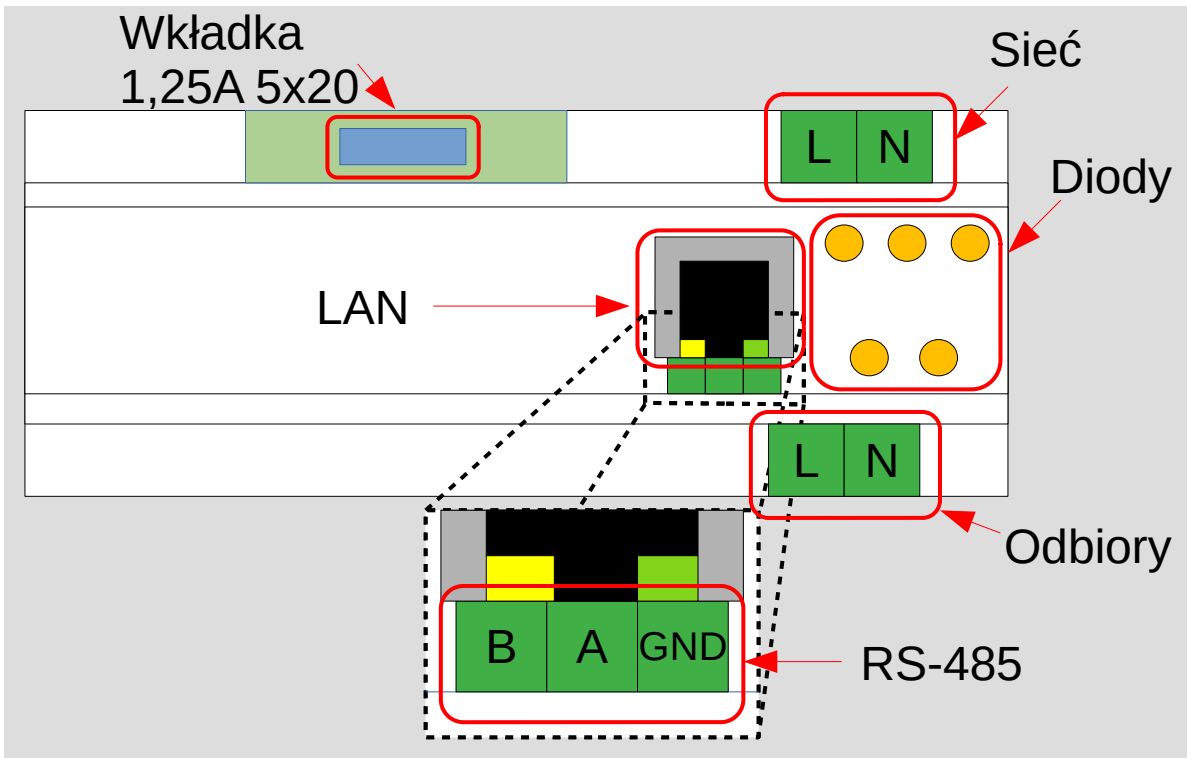 Wkładka
1,25A 5x20
Sieć
L N
Diody
LAN
L N
Odbiory
B A GND
RS-485